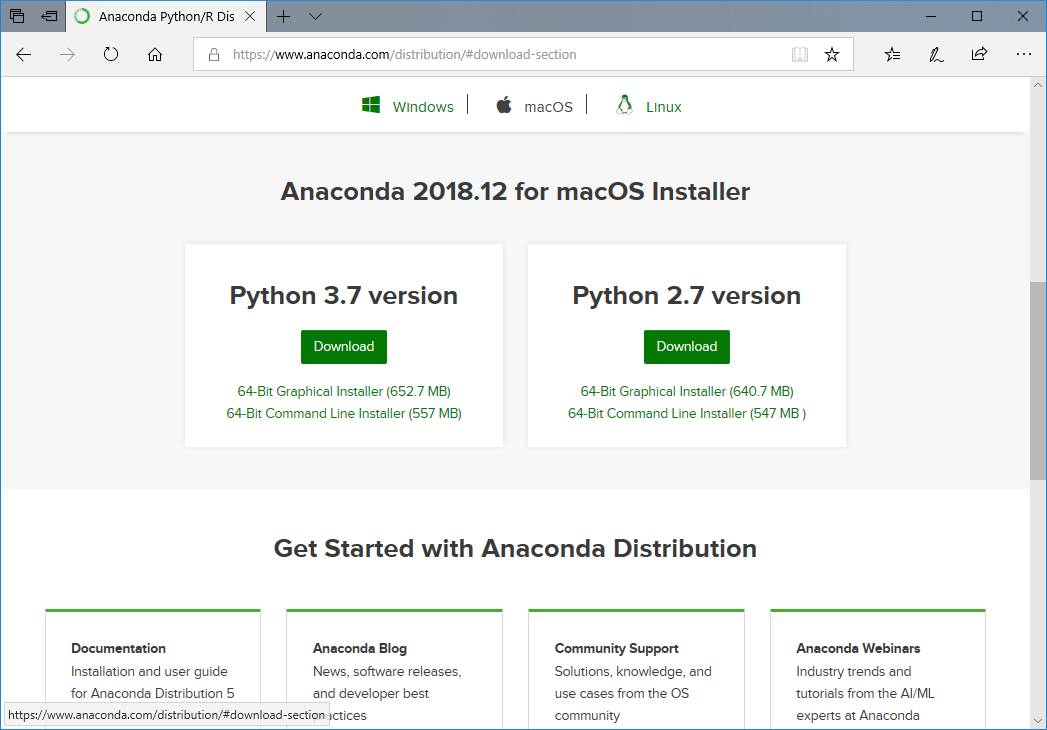 Anaconda Python/R Dis
https://www.anaconda.com/distribution/#download-section
Windows
macOS
Linux
Anaconda 2018.12 for macOS Installer
Python 3.7 version
Download
64-Bit Graphical Installer (652.7 MB)
64-Bit Command Line Installer (557 MB)
Python 2.7 version
Download
64-Bit Graphical Installer (640.7 MB)
64-Bit Command Line Installer (547 MB )
Get Started with Anaconda Distribution
Documentation
Installation and user guide
for Anaconda Distribution 5
Anaconda Blog
News, software releases,
and developer best
actices
Community Support
Solutions, knowledge, and
use cases from the OS
community
Anaconda Webinars
Industry trends and
tutorials from the AI/ML
experts at Anaconda
https://www.anaconda.com/distribution/#download-section